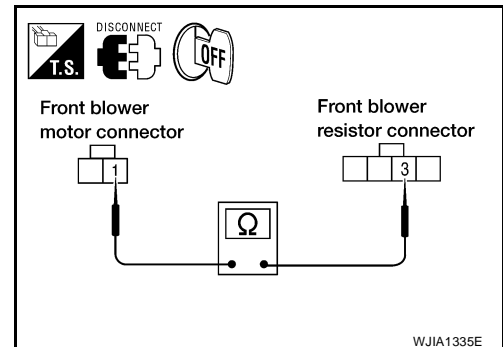 DISCONNECT
T.S.
OFF
Front blower
motor connector
Front blower
resistor connector
1
3
Ω
WJIA1335E